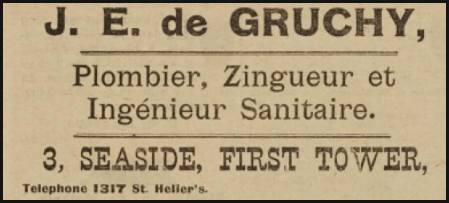 J. E. de GRUCHY,
Plombier, Zingueur et
Ingénieur Sanitaire.
3, SEASIDE, FIRST TOWER,
Telephone 1317 St. Helier's.